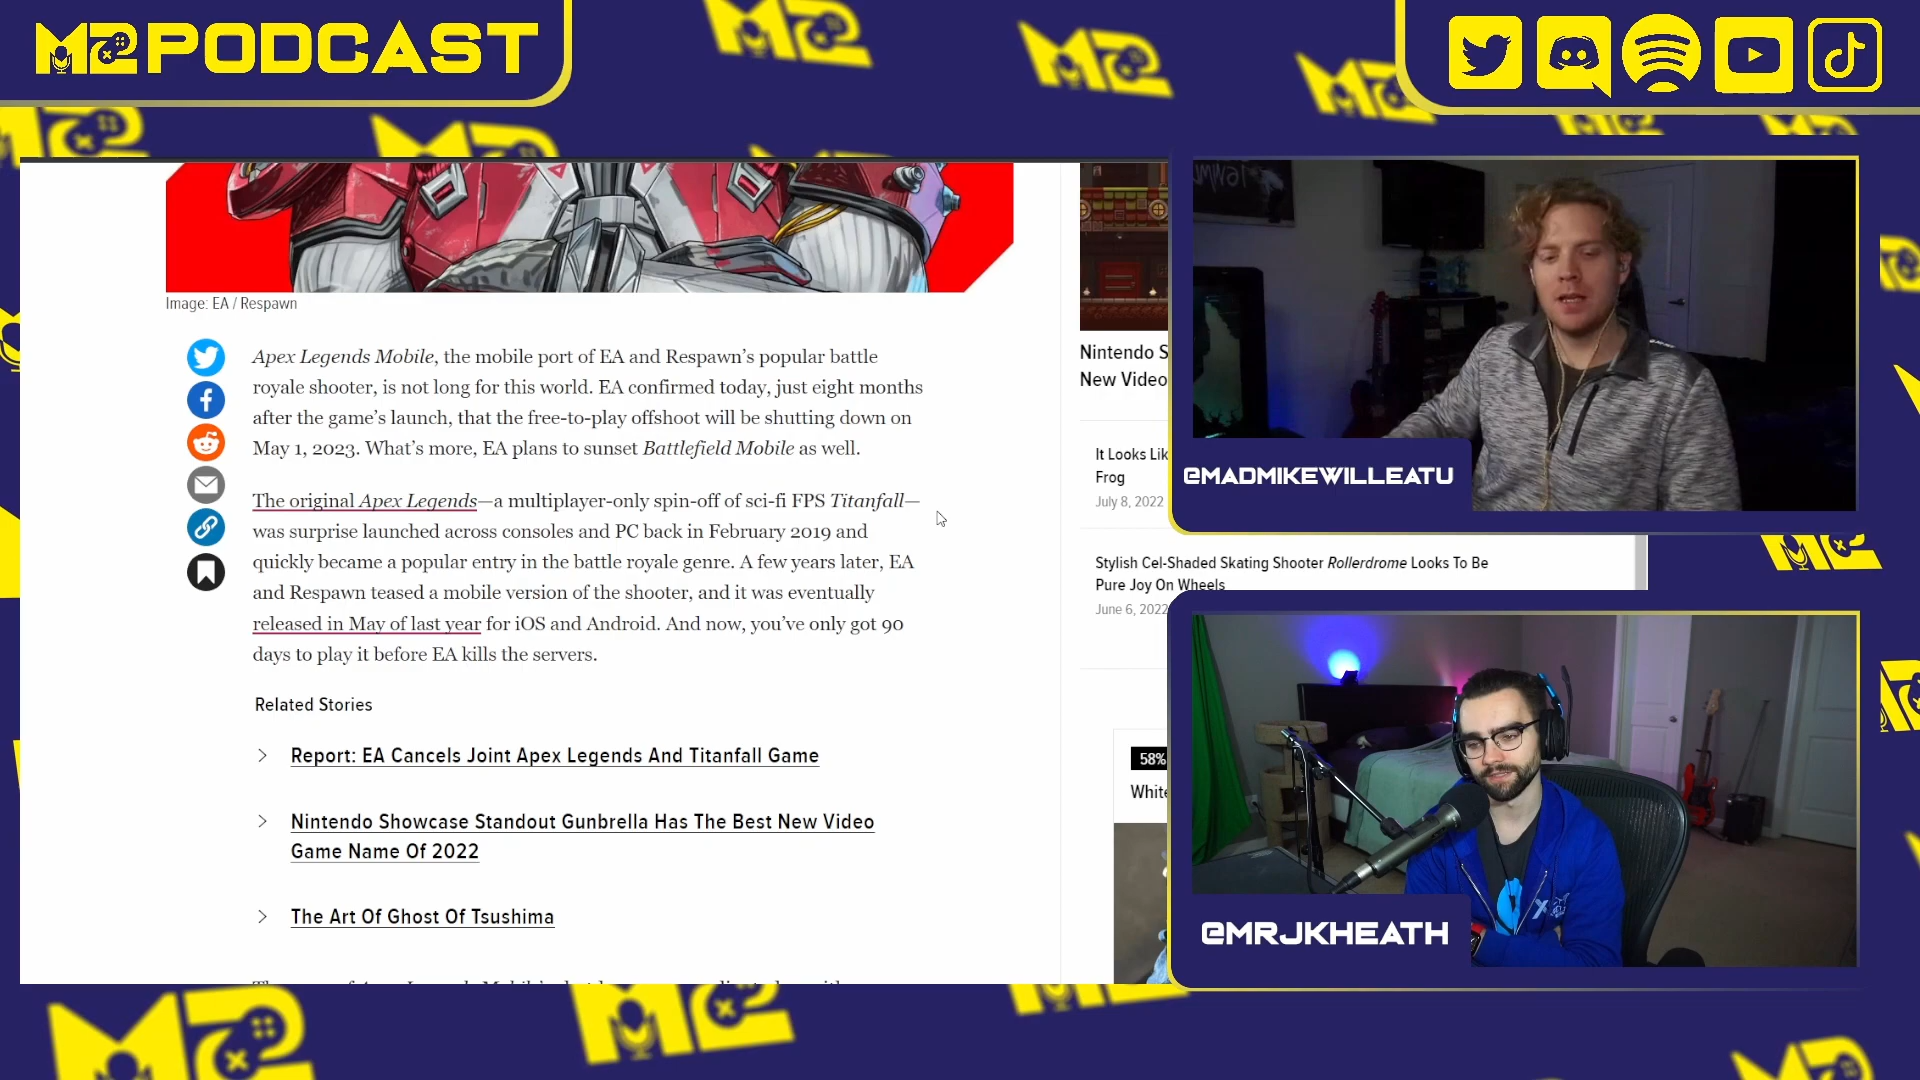 M2 PODCAST
Image: EA / Respawn
Apex Legends Mobile, the mobile port of EA and Respawn's popular battle
royale shooter, is not long for this world. EA confirmed today, just eight months
after the game's launch, that the free-to-play offshoot will be shutting down on
May 1, 2023. What's more, EA plans to sunset Battlefield Mobile as well.
The original Apex Legends—a multiplayer-only spin-off of sci-fi FPS Titanfall—
was surprise launched across consoles and PC back in February 2019 and
quickly became a popular entry in the battle royale genre. A few years later, EA
and Respawn teased a mobile version of the shooter, and it was eventually
released in May of last year for iOS and Android. And now, you've only got 90
days to play it before EA kills the servers.
Related Stories
Report: EA Cancels Joint Apex Legends And Titanfall Game
Nintendo Showcase Standout Gunbrella Has The Best New Video
Game Name Of 2022
The Art Of Ghost Of Tsushima
Nintendo S
New Video
It Looks Lik
Frog
July 8, 2022
Stylish Cel-Shaded Skating Shooter Rollerdrome Looks To Be
Pure Joy On Wheels
June 6, 2022
58%
White
@MADMIKEWILLEATU
@MRJKHEATH